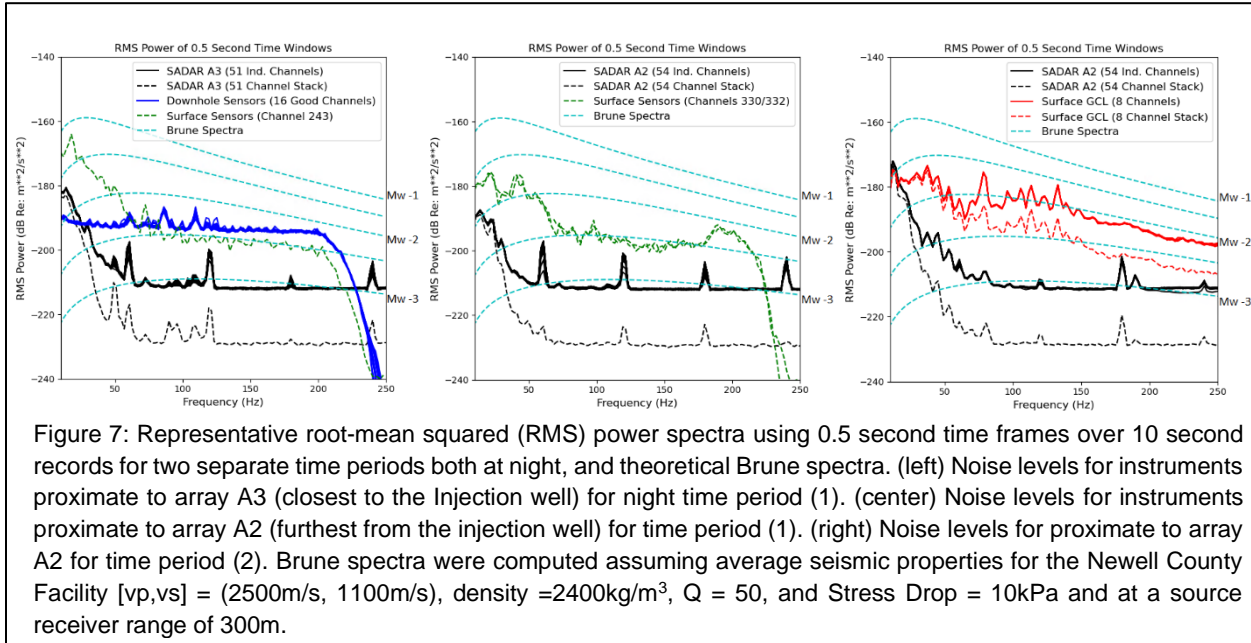 RMS Power of 0.5 Second Time Windows
−140
−160
−180
−200
−220
−240
RMS Power (dB Re: m**2/s**2)
SADAR A3 (51 Ind. Channels)
SADAR A3 (51 Channel Stack)
Downhole Sensors (16 Good Channels)
Surface Sensors (Channel 243)
Brune Spectra
Mw -1
Mw -2
Mw -3
50 100 150 200 250
Frequency (Hz)
RMS Power of 0.5 Second Time Windows
−140
−160
−180
−200
−220
−240
RMS Power (dB Re: m**2/s**2)
SADAR A2 (54 Ind. Channels)
SADAR A2 (54 Channel Stack)
Surface Sensors (Channels 330/332)
Brune Spectra
Mw -1
Mw -2
Mw -3
50 100 150 200 250
Frequency (Hz)
RMS Power of 0.5 Second Time Windows
−140
−160
−180
−200
−220
−240
RMS Power (dB Re: m**2/s**2)
SADAR A2 (54 Ind. Channels)
SADAR A2 (54 Channel Stack)
Surface GCL (8 Channels)
Surface GCL (8 Channel Stack)
Brune Spectra
Mw -1
Mw -2
Mw -3
50 100 150 200 250
Frequency (Hz)
Figure 7: Representative root-mean squared (RMS) power spectra using 0.5 second time frames over 10 second
records for two separate time periods both at night, and theoretical Brune spectra. (left) Noise levels for instruments
proximate to array A3 (closest to the Injection well) for night time period (1). (center) Noise levels for instruments
proximate to array A2 (furthest from the injection well) for time period (1). (right) Noise levels for proximate to array
A2 for time period (2). Brune spectra were computed assuming average seismic properties for the Newell County
Facility [vp,vs] = (2500m/s, 1100m/s), density =2400kg/m³, Q = 50, and Stress Drop = 10kPa and at a source
receiver range of 300m.